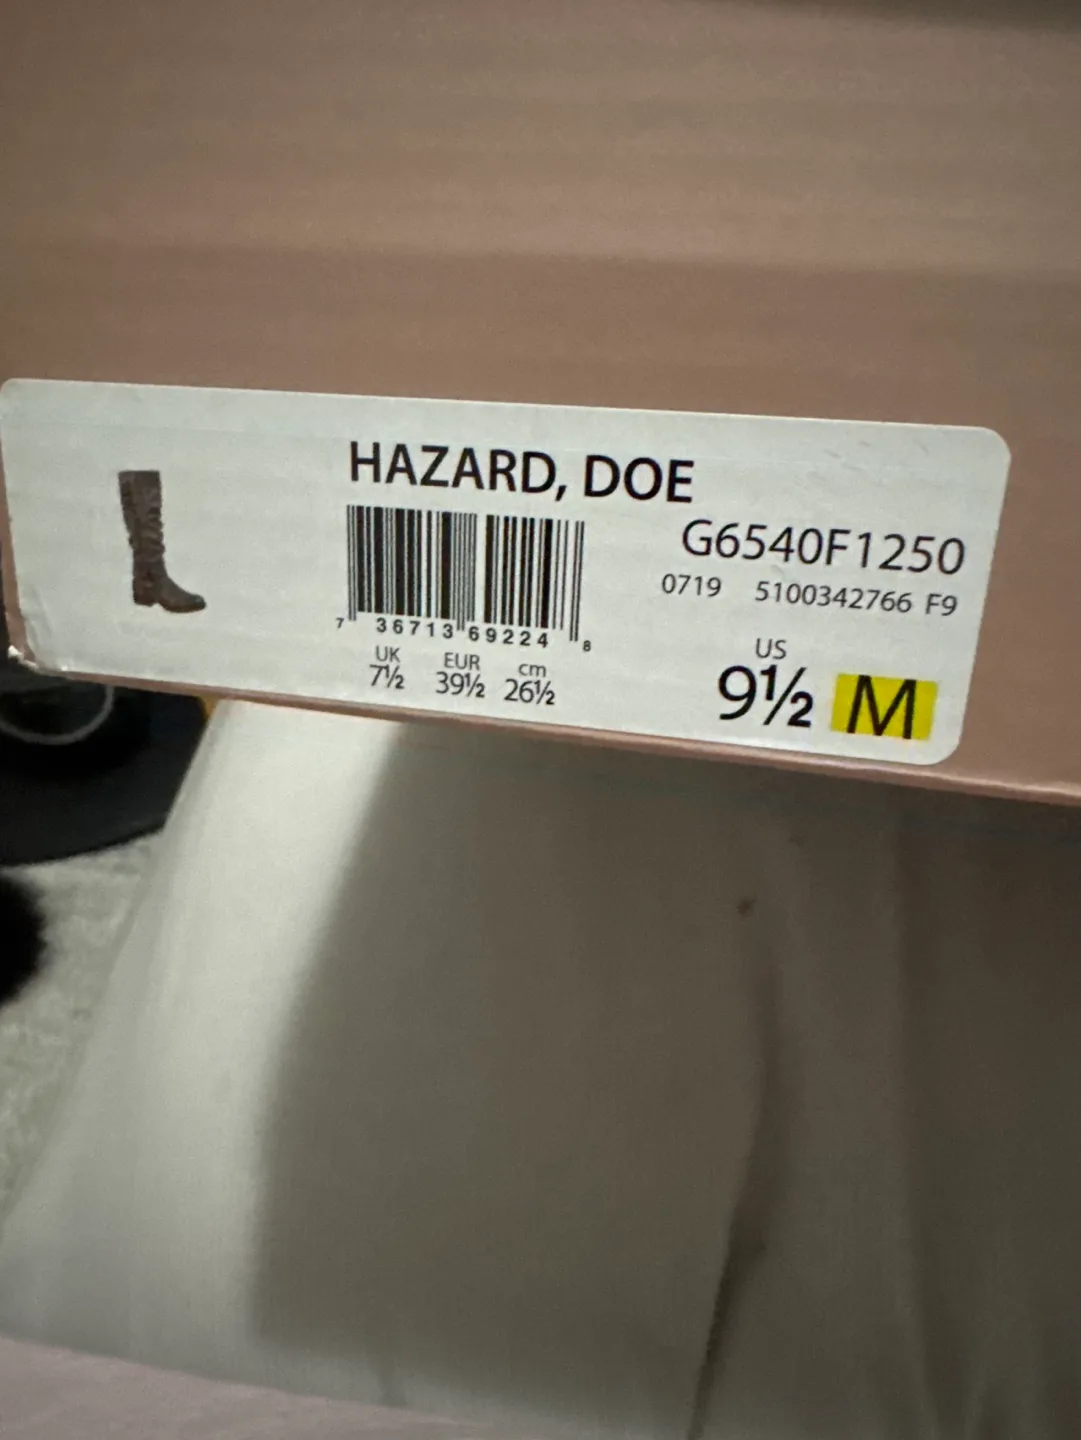 HAZARD, DOE
G6540F1250
0719 5100342766 F9
7 36713 69224 8
UK EUR cm US
7½ 39½ 26½ 9½ M